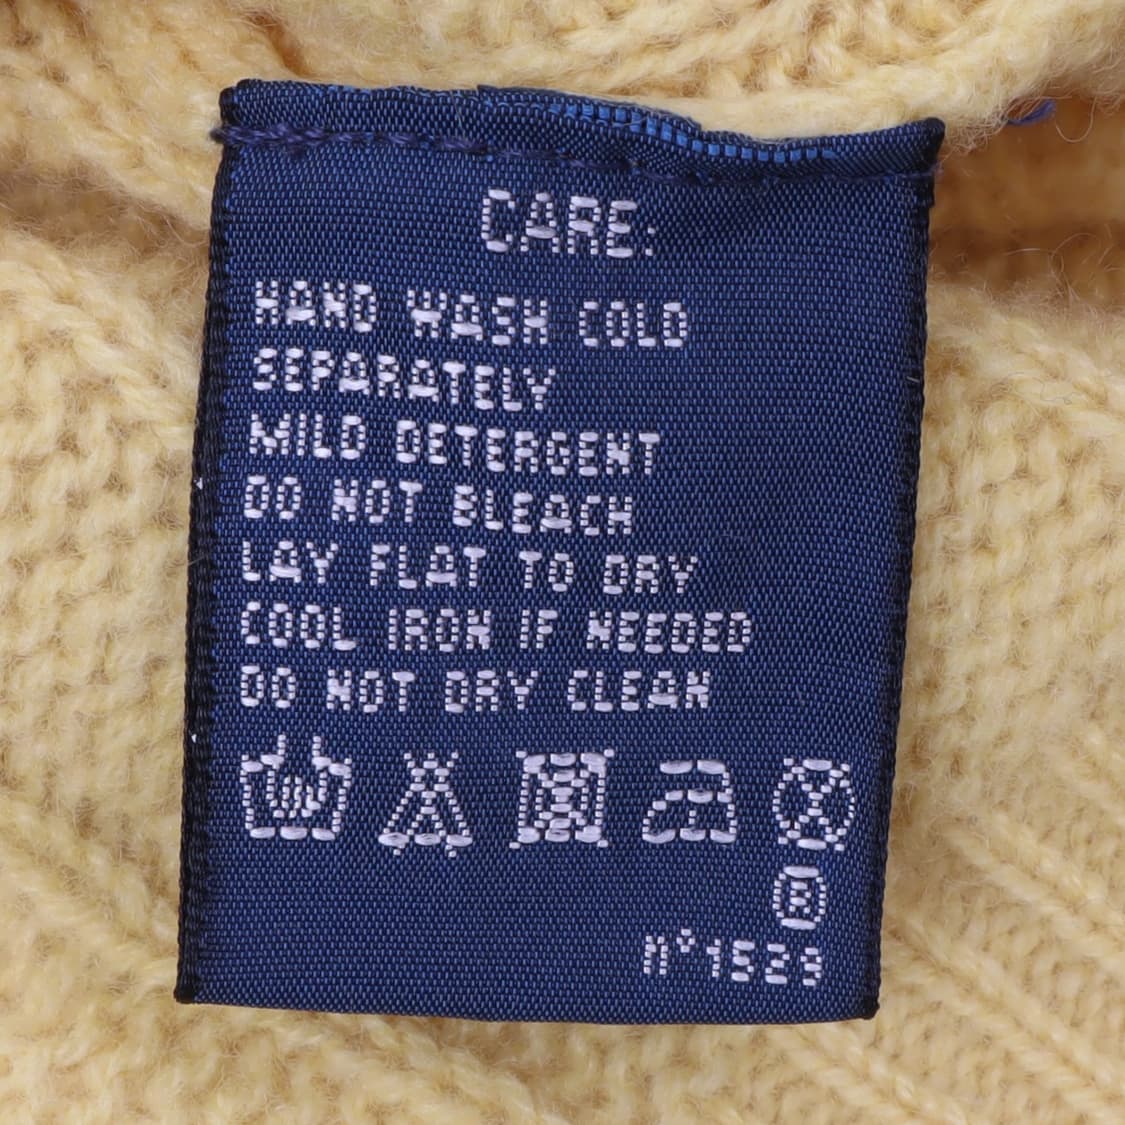 CARE:
HAND WASH COLD
SEPARATELY
MILD DETERGENT
DO NOT BLEACH
LAY FLAT TO DRY
COOL IRON IF NEEDED
DO NOT DRY CLEAN
®
n°1529